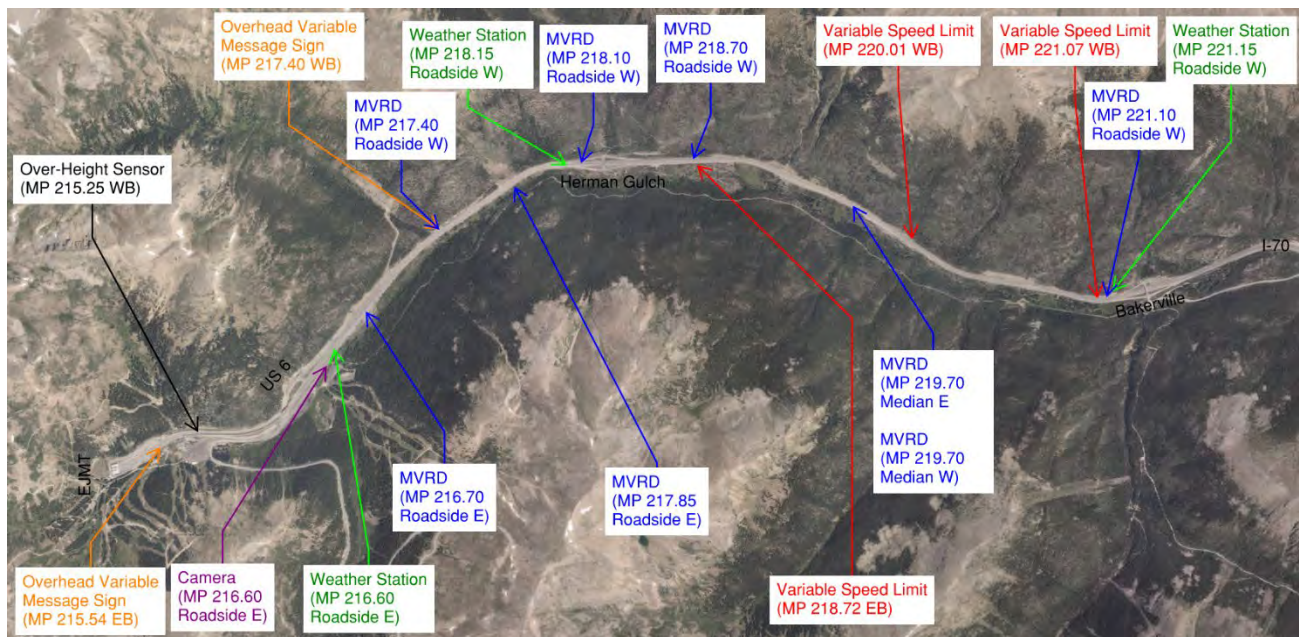 Overhead Variable
Message Sign
(MP 217.40 WB)
Weather Station
(MP 218.15
Roadside W)
MVRD
(MP 218.10
Roadside W)
MVRD
(MP 218.70
Roadside W)
Variable Speed Limit
(MP 220.01 WB)
Variable Speed Limit
(MP 221.07 WB)
Weather Station
(MP 221.15
Roadside W)
MVRD
(MP 217.40
Roadside W)
MVRD
(MP 221.10
Roadside W)
Over-Height Sensor
(MP 215.25 WB)
Herman Gulch
I-70
Bakerville
US 6
EJMT
MVRD
(MP 216.70
Roadside E)
MVRD
(MP 217.85
Roadside E)
MVRD
(MP 219.70
Median E
MVRD
(MP 219.70
Median W)
Overhead Variable
Message Sign
(MP 215.54 EB)
Camera
(MP 216.60
Roadside E)
Weather Station
(MP 216.60
Roadside E)
Variable Speed Limit
(MP 218.72 EB)